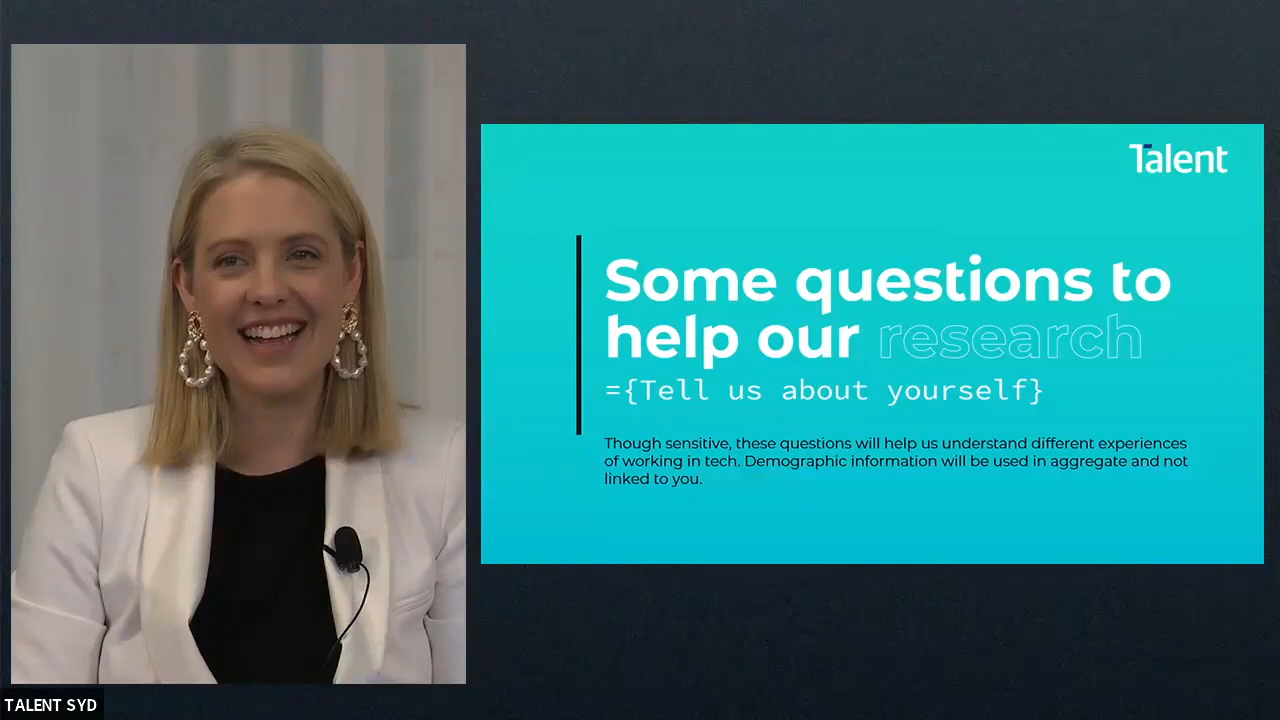 Talent
Some questions to
help our research
={Tell us about yourself}
Though sensitive, these questions will help us understand different experiences
of working in tech. Demographic information will be used in aggregate and not
linked to you.
TALENT SYD